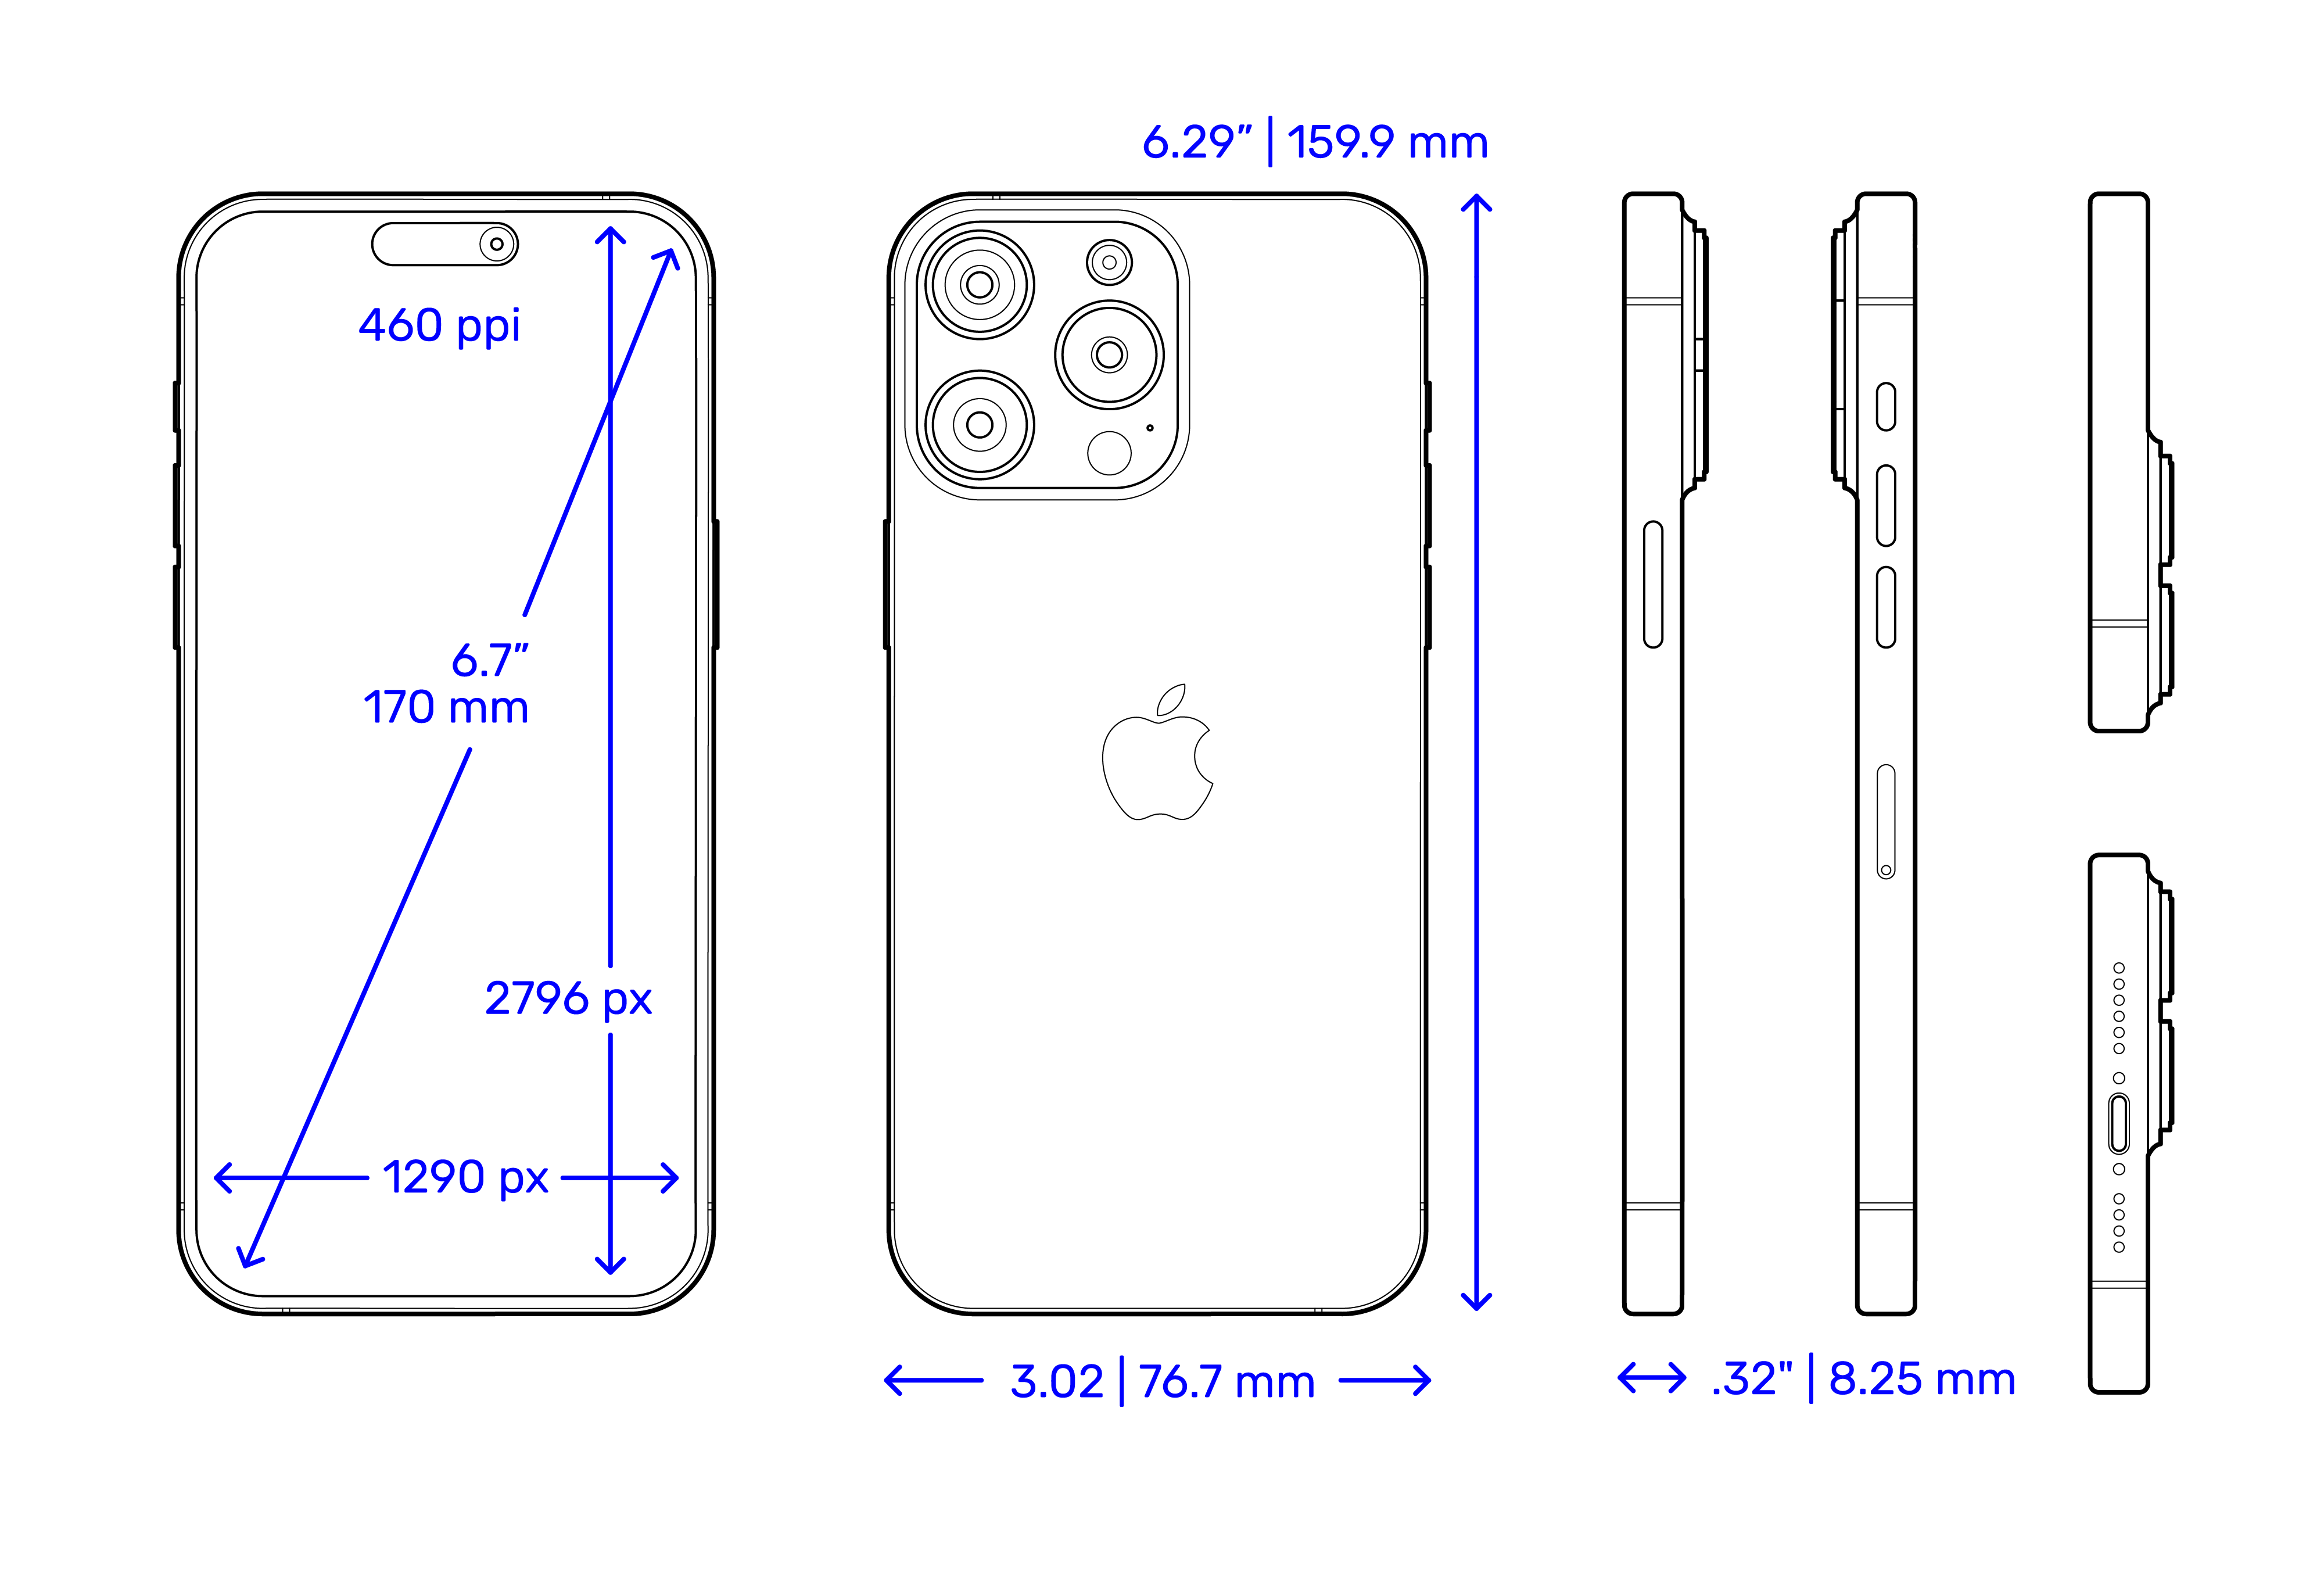 6.29” | 159.9 mm
460 ppi
6.7”
170 mm
2796 px
1290 px
3.02 | 76.7 mm
.32" | 8.25 mm